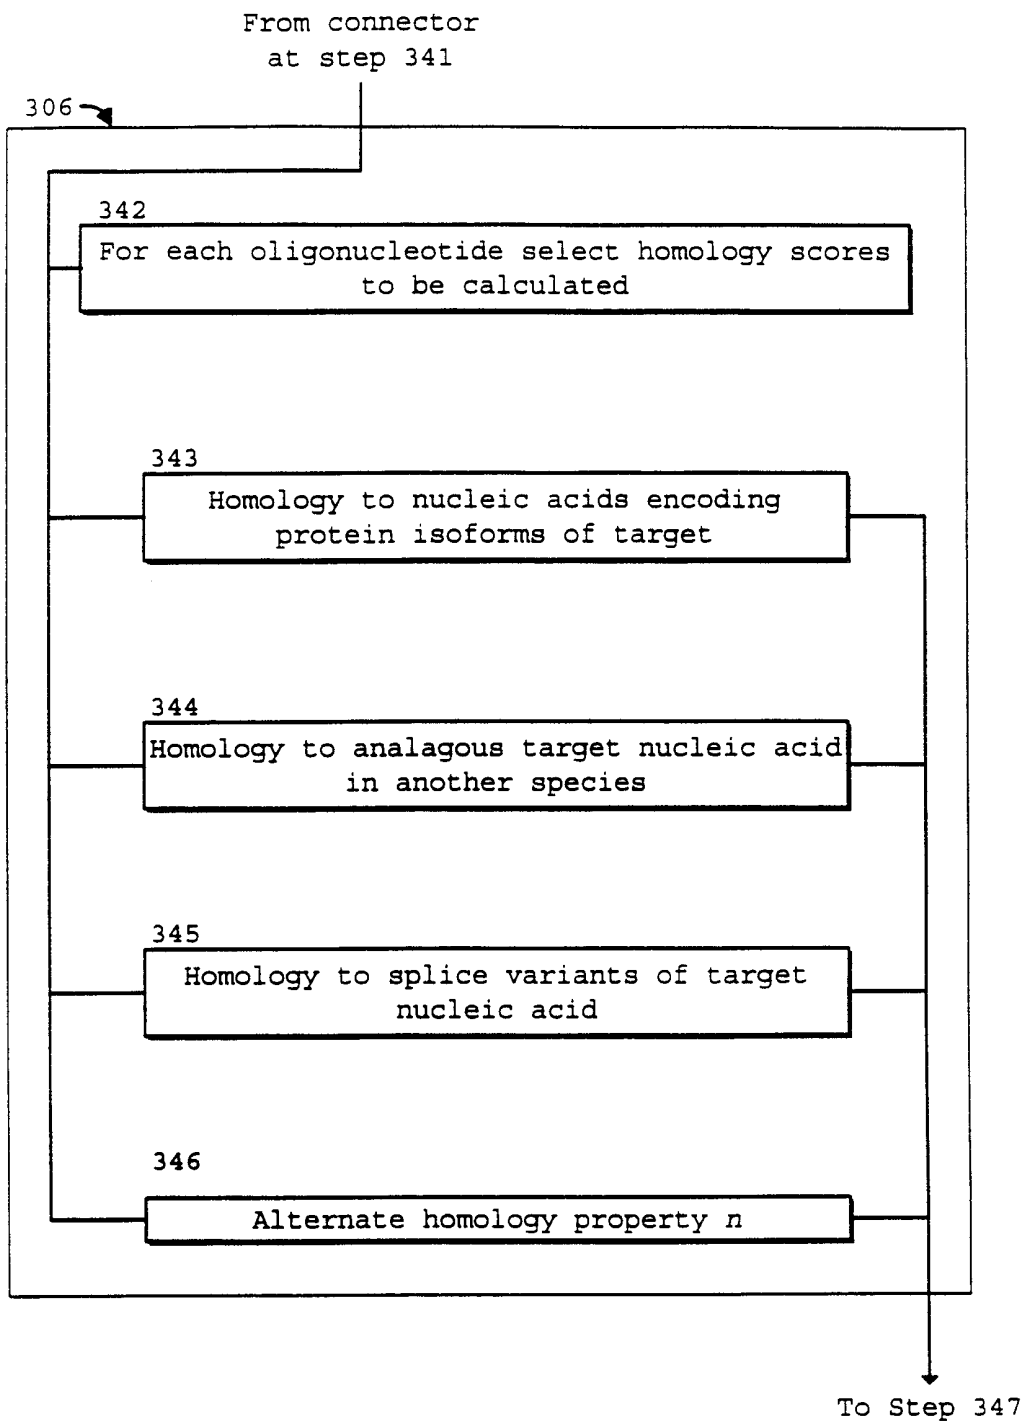 From connector
at step 341
306
342
For each oligonucleotide select homology scores
to be calculated
343
Homology to nucleic acids encoding
protein isoforms of target
344
Homology to analagous target nucleic acid
in another species
345
Homology to splice variants of target
nucleic acid
346
Alternate homology property n
To Step 347